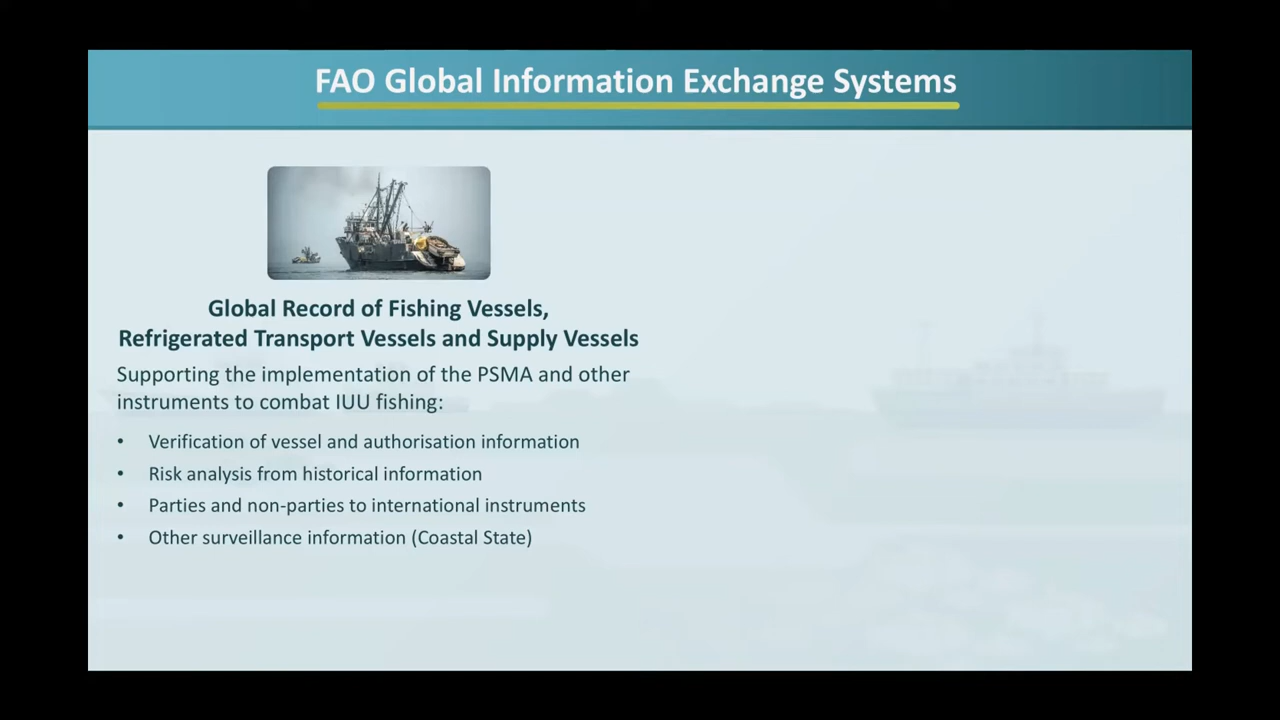 FAO Global Information Exchange Systems
Global Record of Fishing Vessels,
Refrigerated Transport Vessels and Supply Vessels
Supporting the implementation of the PSMA and other
instruments to combat IUU fishing:
• Verification of vessel and authorisation information
• Risk analysis from historical information
• Parties and non-parties to international instruments
• Other surveillance information (Coastal State)